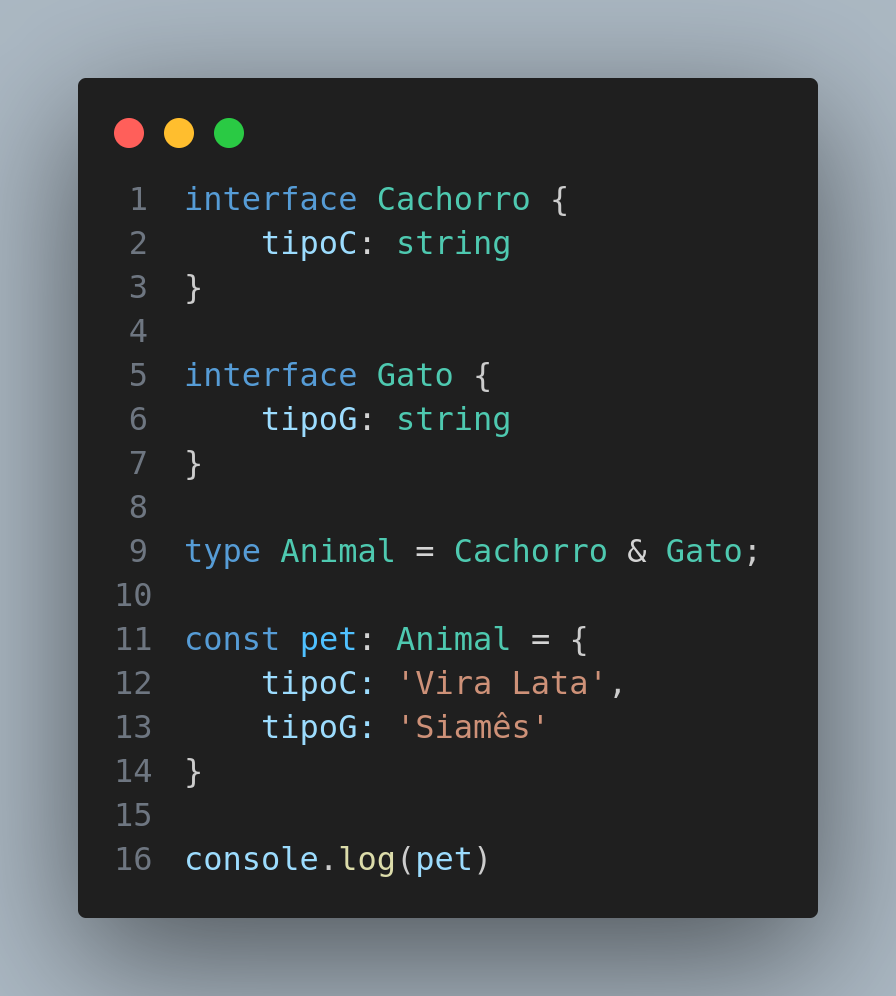 1 interface Cachorro {
2     tipoC: string
3 }
4
5 interface Gato {
6     tipoG: string
7 }
8
9 type Animal = Cachorro & Gato;
10
11 const pet: Animal = {
12     tipoC: 'Vira Lata',
13     tipoG: 'Siamês'
14 }
15
16 console.log(pet)